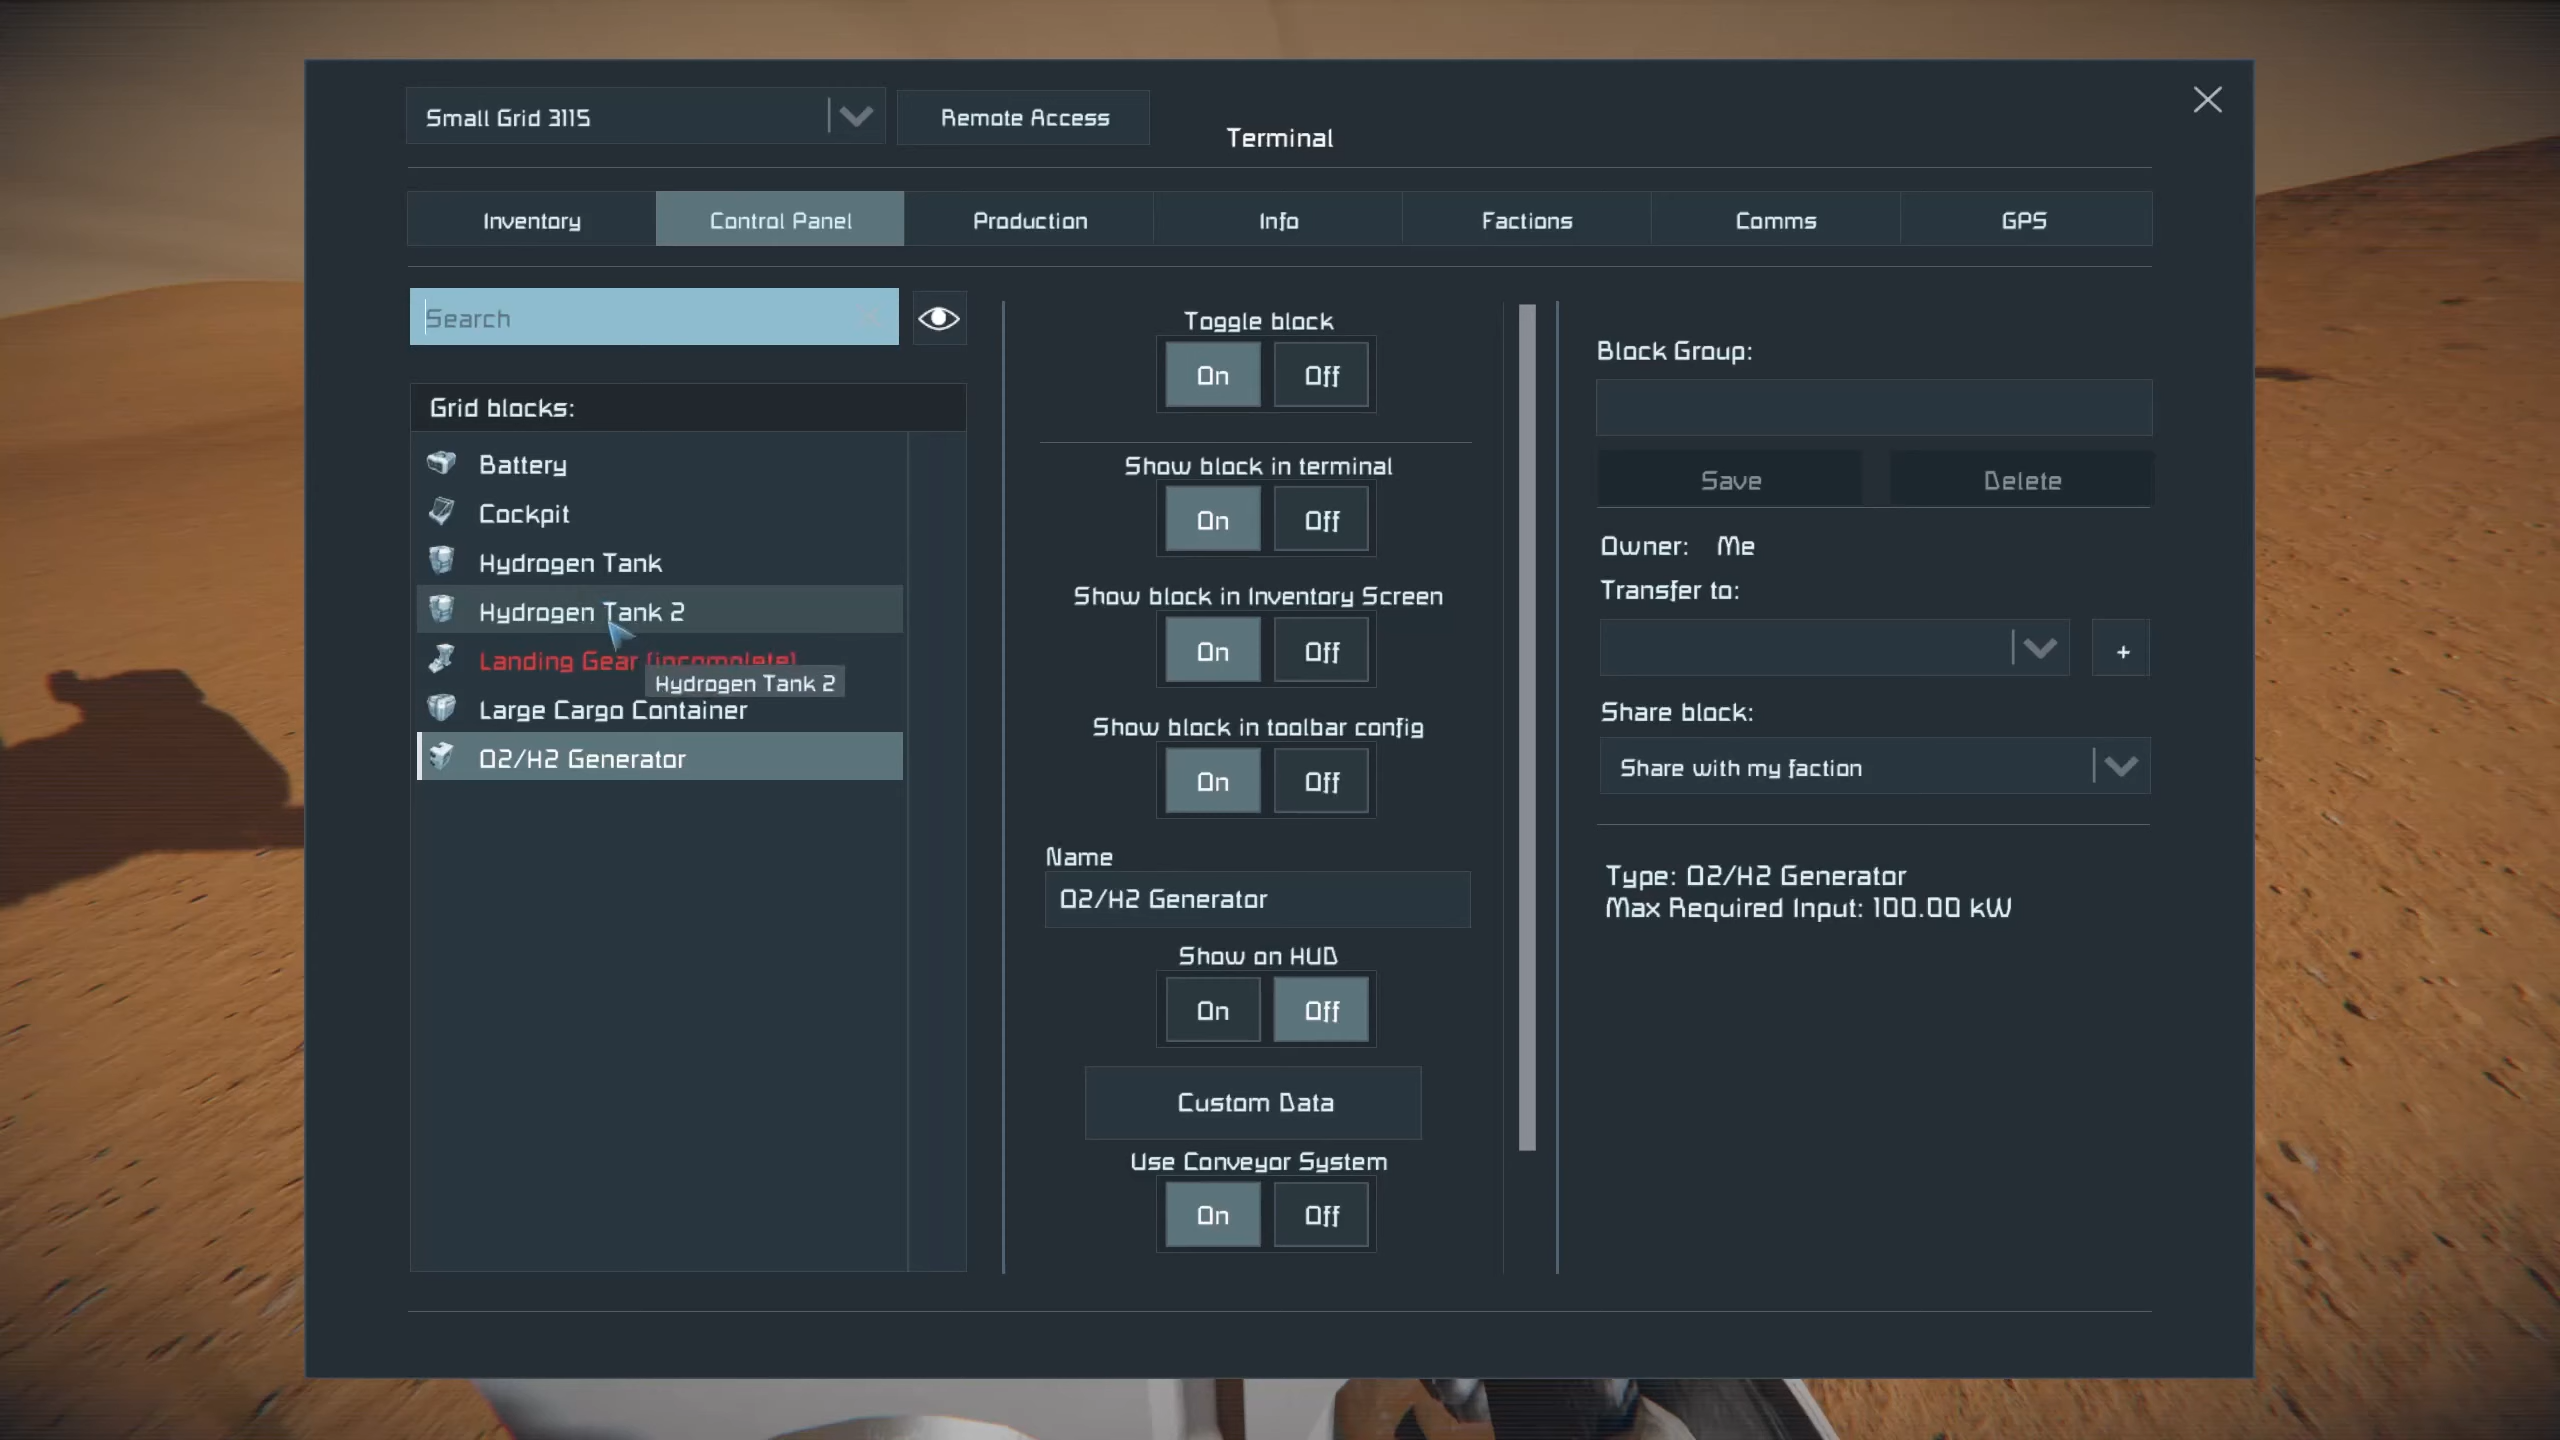 Small Grid 3115
Remote Access
Terminal
Inventory
Control Panel
Production
Info
Factions
Comms
GPS
Search
Grid blocks:
Battery
Cockpit
Hydrogen Tank
Hydrogen Tank 2
Landing Gear (incomplete)
Hydrogen Tank 2
Large Cargo Container
O2/H2 Generator
Toggle block
On Off
Show block in terminal
On Off
Show block in Inventory Screen
On Off
Show block in toolbar config
On Off
Name
O2/H2 Generator
Show on HUD
On Off
Custom Data
Use Conveyor System
On Off
Block Group:
Save
Delete
Owner: Me
Transfer to:
+
Share block:
Share with my faction
Type: O2/H2 Generator
Max Required Input: 100.00 kW